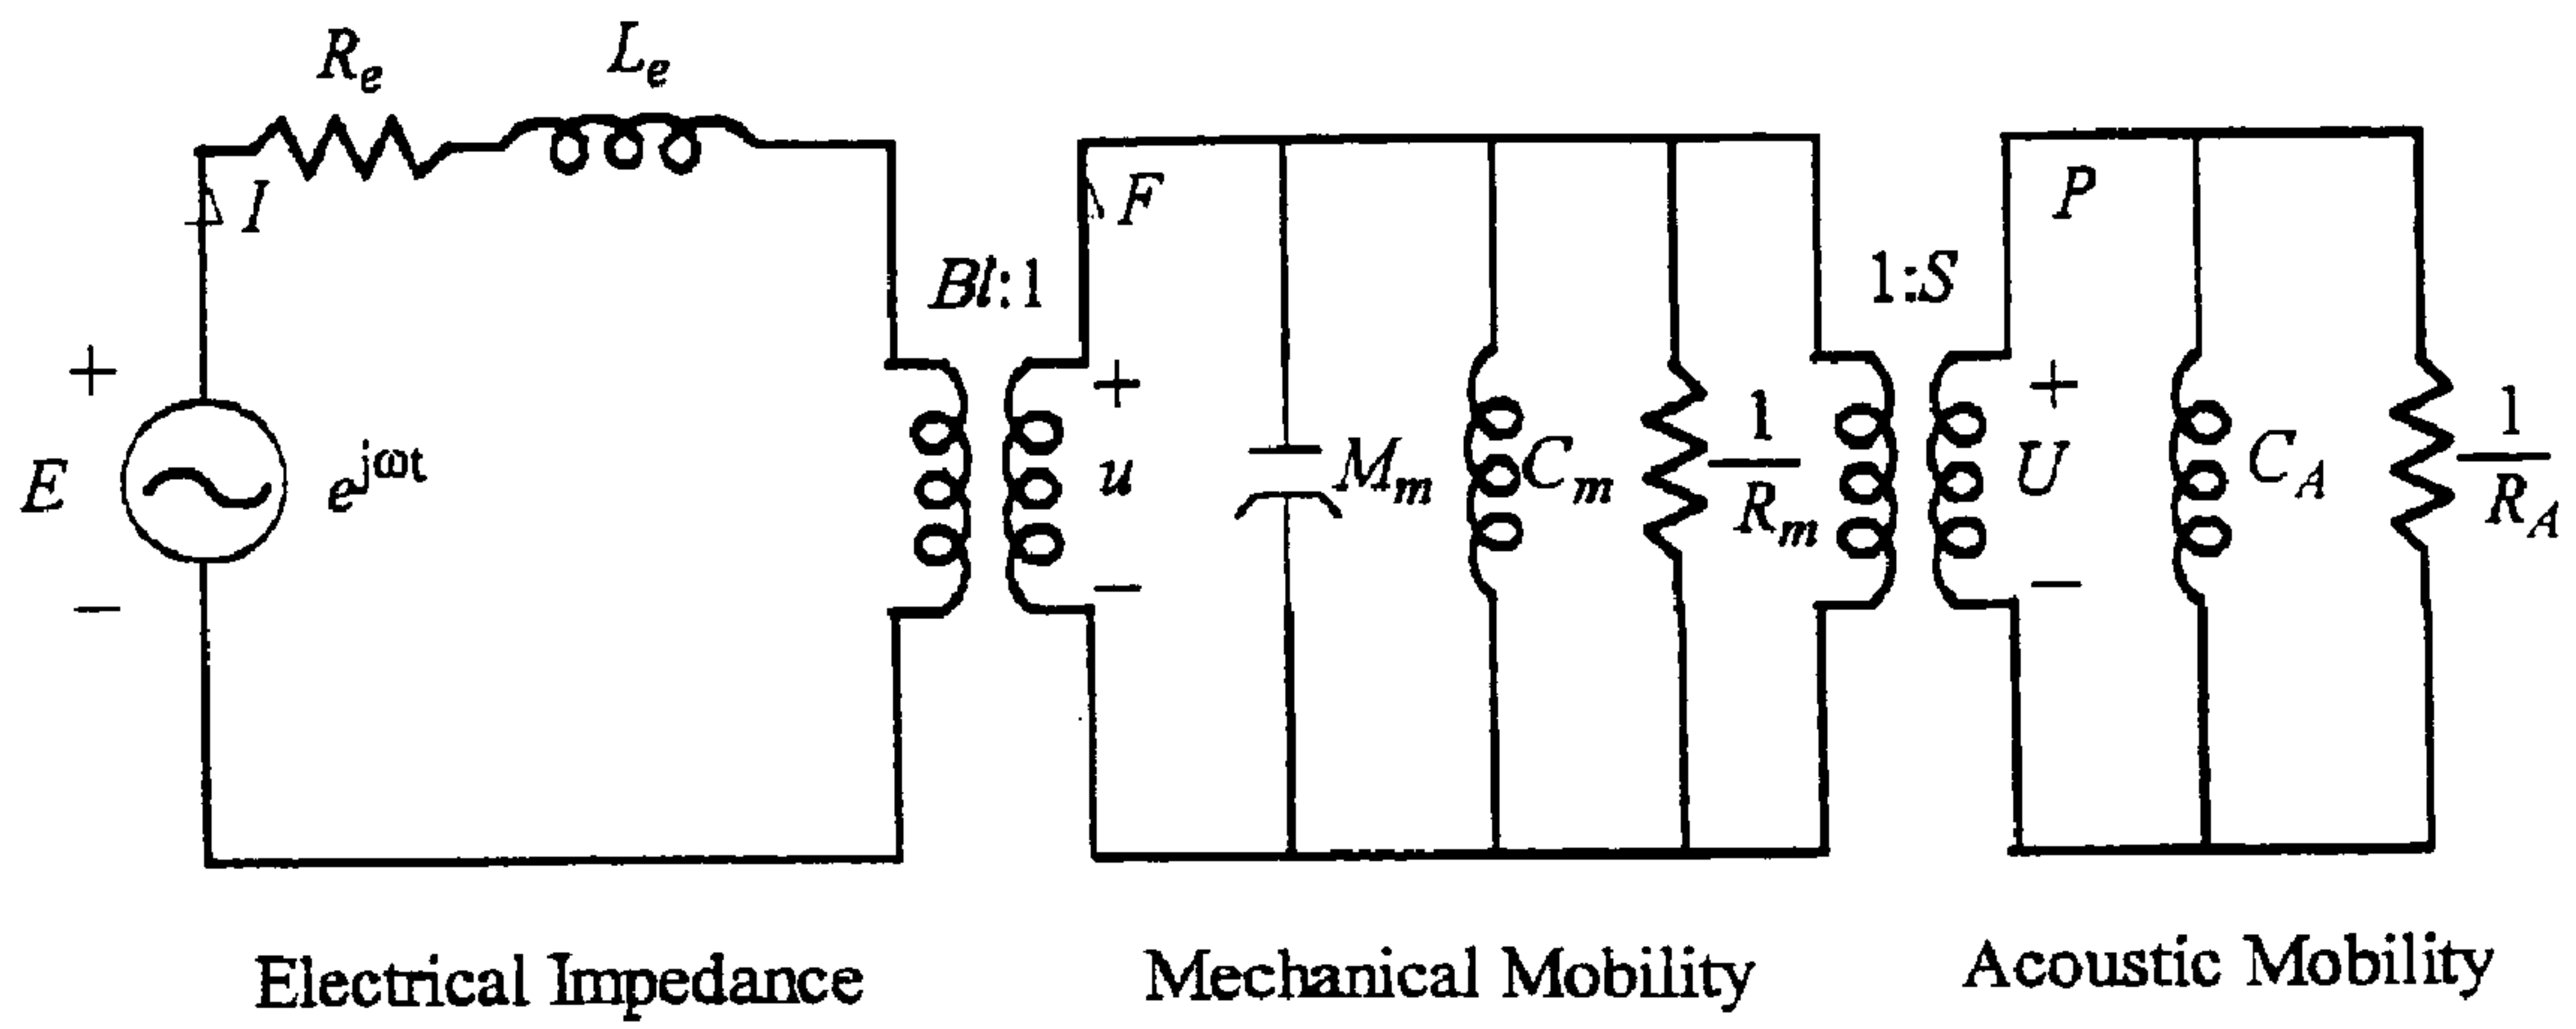 R_e
L_e
I
F
P
Bl:1
1:S
+
+
+
E
e^{jωt}
u
M_m
C_m
1/R_m
U
C_A
1/R_A
−
−
−
Electrical Impedance
Mechanical Mobility
Acoustic Mobility